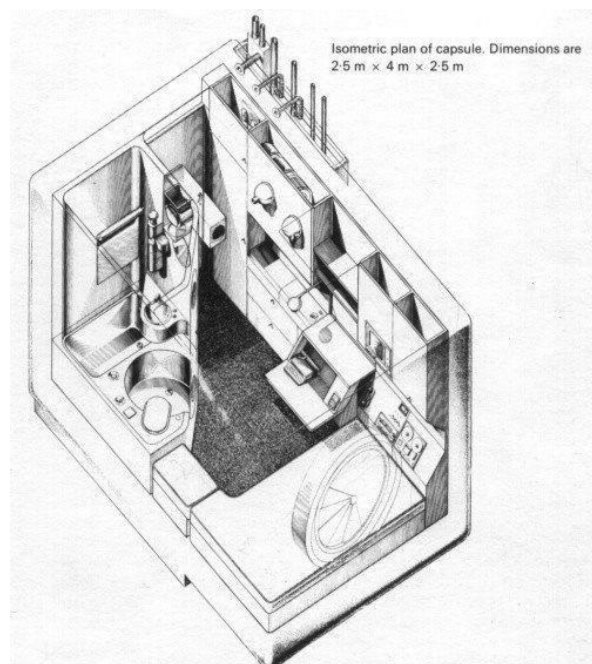 Isometric plan of capsule. Dimensions are
2·5 m × 4 m × 2·5 m